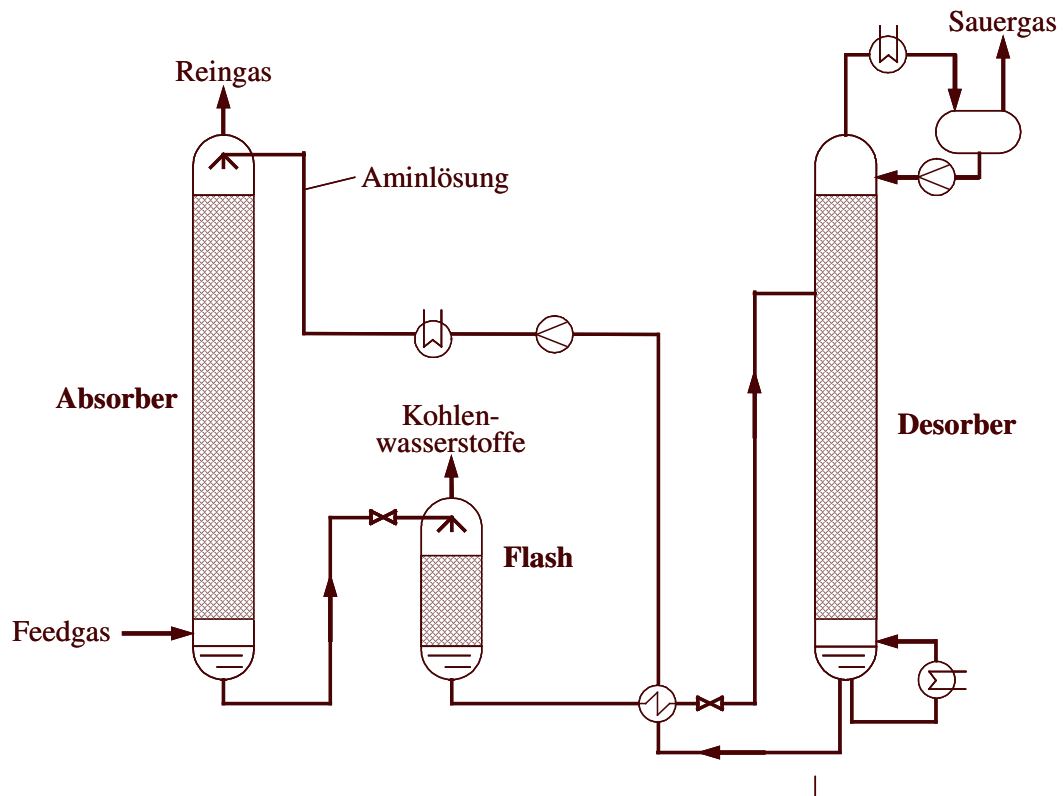 Sauergas
Reingas
Aminlösung
Absorber
Kohlen-
wasserstoffe
Desorber
Flash
Feedgas